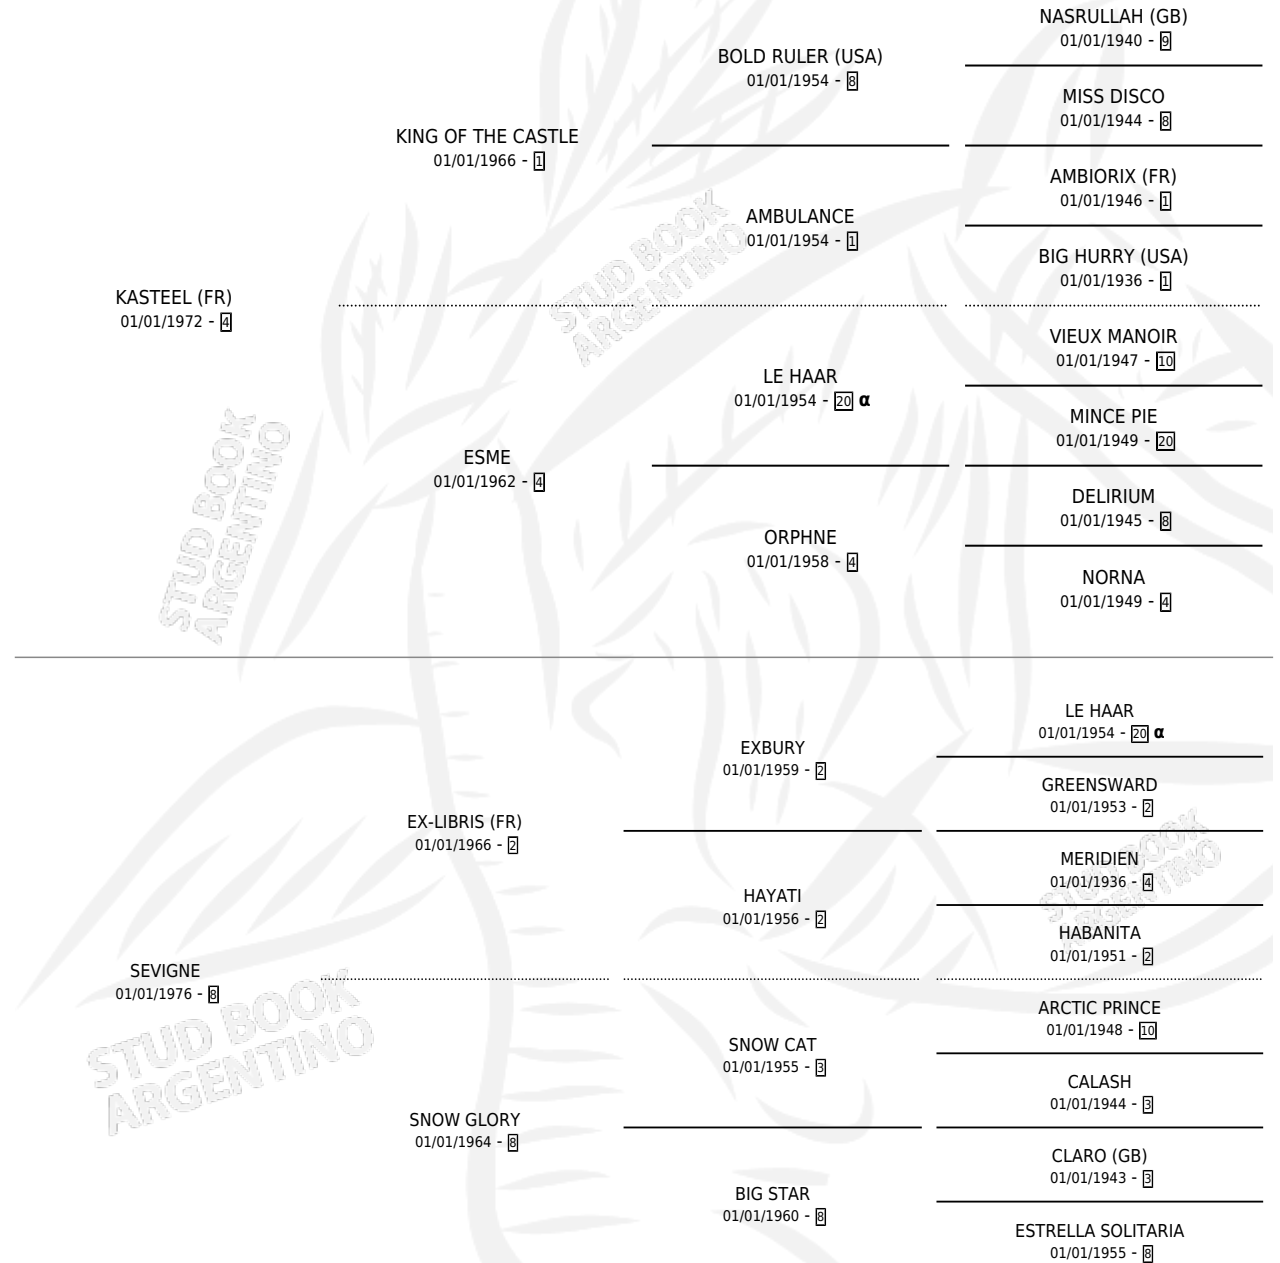 NASRULLAH (GB)
01/01/1940 - 9
BOLD RULER (USA)
01/01/1954 - 8
MISS DISCO
01/01/1944 - 8
KING OF THE CASTLE
01/01/1966 - 1
AMBIORIX (FR)
01/01/1946 - 1
AMBULANCE
01/01/1954 - 1
BIG HURRY (USA)
01/01/1936 - 1
STUD BOOK
ARGENTINO
KASTEEL (FR)
01/01/1972 - 4
VIEUX MANOIR
01/01/1947 - 10
LE HAAR
01/01/1954 - 20 α
MINCE PIE
01/01/1949 - 20
ESME
01/01/1962 - 4
DELIRIUM
01/01/1945 - 8
ORPHNE
01/01/1958 - 4
NORNA
01/01/1949 - 4
STUD BOOK
ARGENTINO
LE HAAR
01/01/1954 - 20 α
EXBURY
01/01/1959 - 2
GREENSWARD
01/01/1953 - 2
EX-LIBRIS (FR)
01/01/1966 - 2
MERIDIEN
01/01/1936 - 4
STUD BOOK
ARGENTINO
HAYATI
01/01/1956 - 2
HABANITA
01/01/1951 - 2
SEVIGNE
01/01/1976 - 8
STUD BOOK
ARGENTINO
ARCTIC PRINCE
01/01/1948 - 10
SNOW CAT
01/01/1955 - 3
CALASH
01/01/1944 - 3
SNOW GLORY
01/01/1964 - 8
CLARO (GB)
01/01/1943 - 3
BIG STAR
01/01/1960 - 8
ESTRELLA SOLITARIA
01/01/1955 - 8